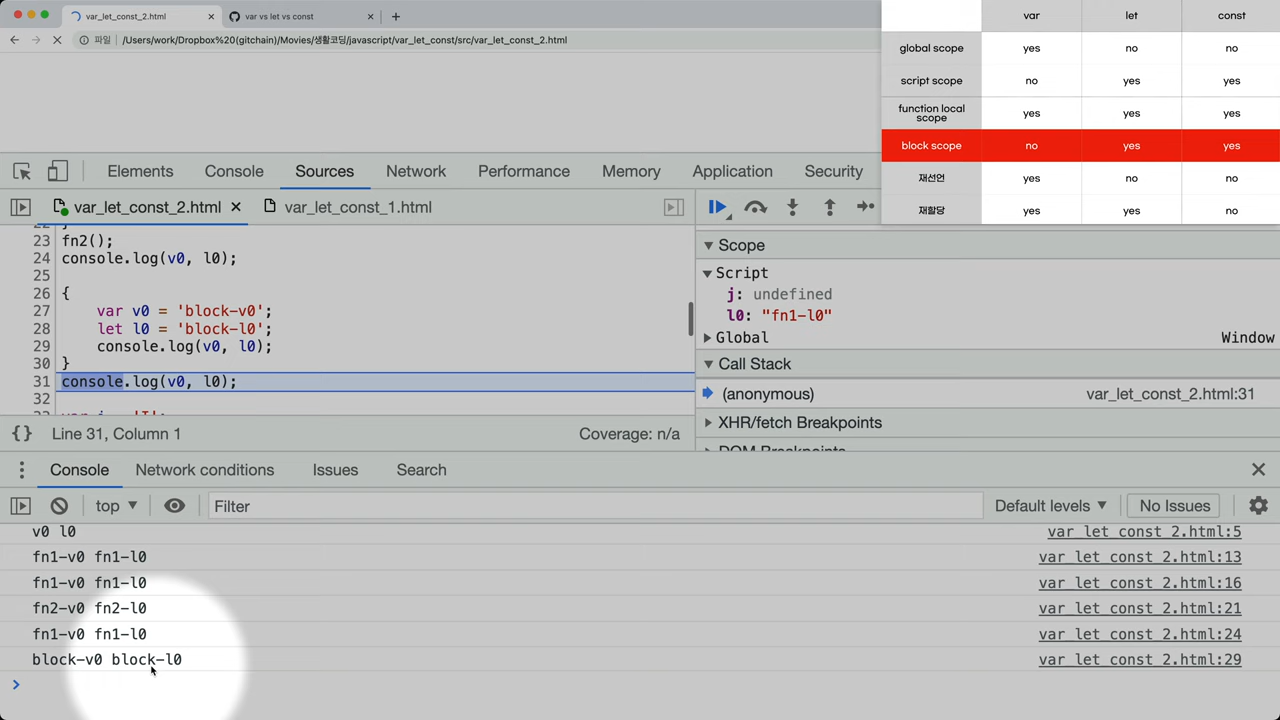 var_let_const_2.html
var vs let vs const
파일 /Users/work/Dropbox%20(gitchain)/Movies/생활코딩/javascript/var_let_const/src/var_let_const_2.html
var let const
global scope yes no no
script scope no yes yes
function local scope yes yes yes
block scope no yes yes
재선언 yes no no
재할당 yes yes no
Elements Console Sources Network Performance Memory Application Security
var_let_const_2.html var_let_const_1.html
22 }
23 fn2();
24 console.log(v0, l0);
25
26 {
27 var v0 = 'block-v0';
28 let l0 = 'block-l0';
29 console.log(v0, l0);
30 }
31 console.log(v0, l0);
32
Line 31, Column 1 Coverage: n/a
Scope
Script
j: undefined
l0: "fn1-l0"
Global Window
Call Stack
(anonymous) var_let_const_2.html:31
XHR/fetch Breakpoints
DOM Breakpoints
Console Network conditions Issues Search
top Filter Default levels No Issues
v0 l0 var_let_const_2.html:5
fn1-v0 fn1-l0 var_let_const_2.html:13
fn1-v0 fn1-l0 var_let_const_2.html:16
fn2-v0 fn2-l0 var_let_const_2.html:21
fn1-v0 fn1-l0 var_let_const_2.html:24
block-v0 block-l0 var_let_const_2.html:29